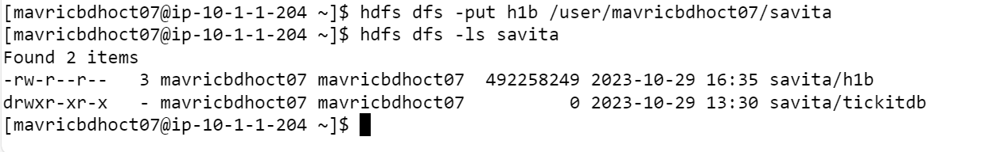 [mavricbdhoct07@ip-10-1-1-204 ~]$ hdfs dfs -put h1b /user/mavricbdhoct07/savita
[mavricbdhoct07@ip-10-1-1-204 ~]$ hdfs dfs -ls savita
Found 2 items
-rw-r--r--   3 mavricbdhoct07 mavricbdhoct07  492258249 2023-10-29 16:35 savita/h1b
drwxr-xr-x   - mavricbdhoct07 mavricbdhoct07          0 2023-10-29 13:30 savita/tickitdb
[mavricbdhoct07@ip-10-1-1-204 ~]$